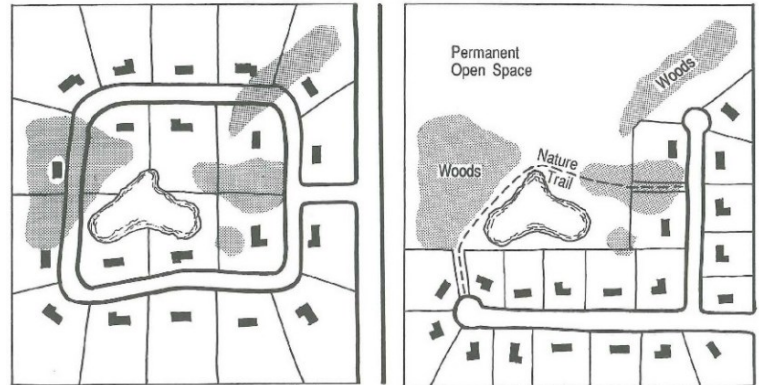 Permanent
Open Space
Woods
Woods
Nature
Trail